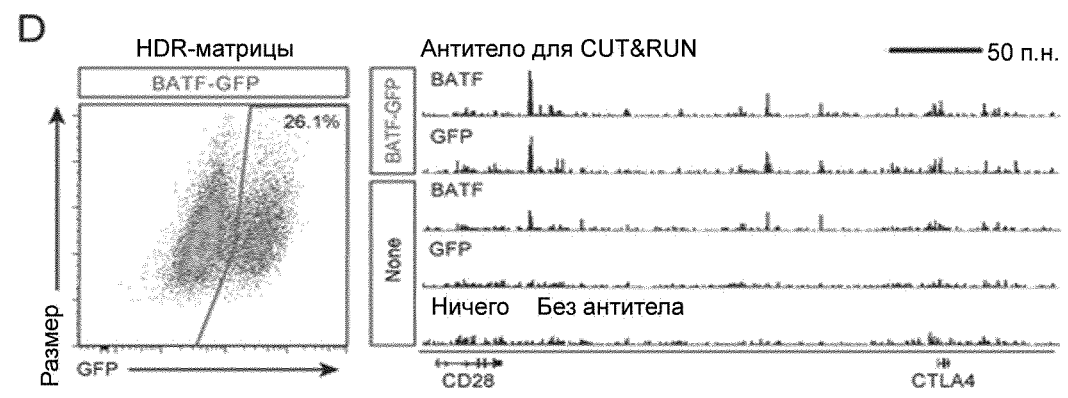 D
HDR-матрицы
BATF-GFP
26.1%
Размер
GFP
Антитело для CUT&RUN
50 п.н.
BATF-GFP
BATF
GFP
None
BATF
GFP
Ничего Без антитела
CD28
CTLA4